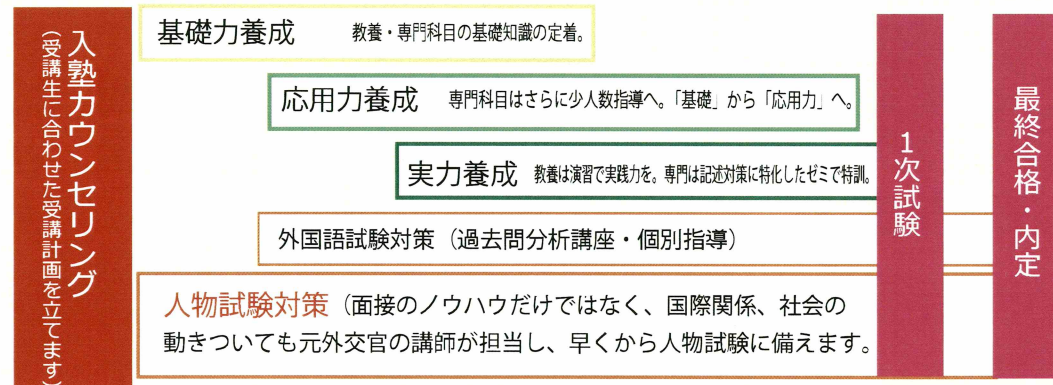 入塾カウンセリング
（受講生に合わせた受講計画を立てます）
基礎力養成　教養・専門科目の基礎知識の定着。
応用力養成　専門科目はさらに少人数指導へ。「基礎」から「応用力」へ。
実力養成　教養は演習で実践力を。専門は記述対策に特化したゼミで特訓。
外国語試験対策（過去問分析講座・個別指導）
人物試験対策（面接のノウハウだけではなく、国際関係、社会の
動きついても元外交官の講師が担当し、早くから人物試験に備えます。
1次試験
最終合格・内定